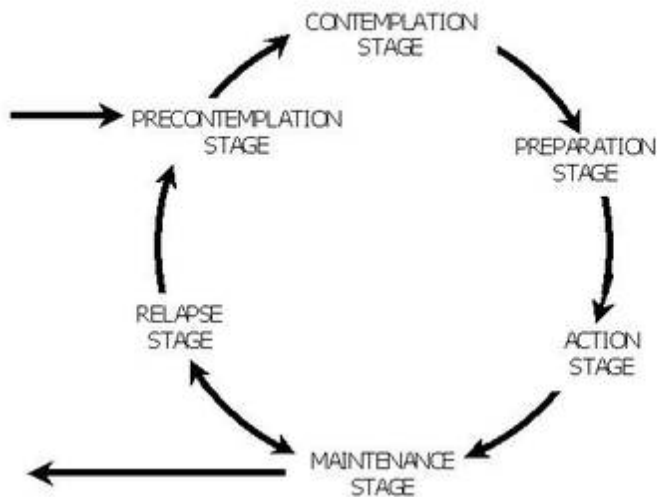 CONTEMPLATION
STAGE
PRECONTEMPLATION
STAGE
PREPARATION
STAGE
RELAPSE
STAGE
ACTION
STAGE
MAINTENANCE
STAGE